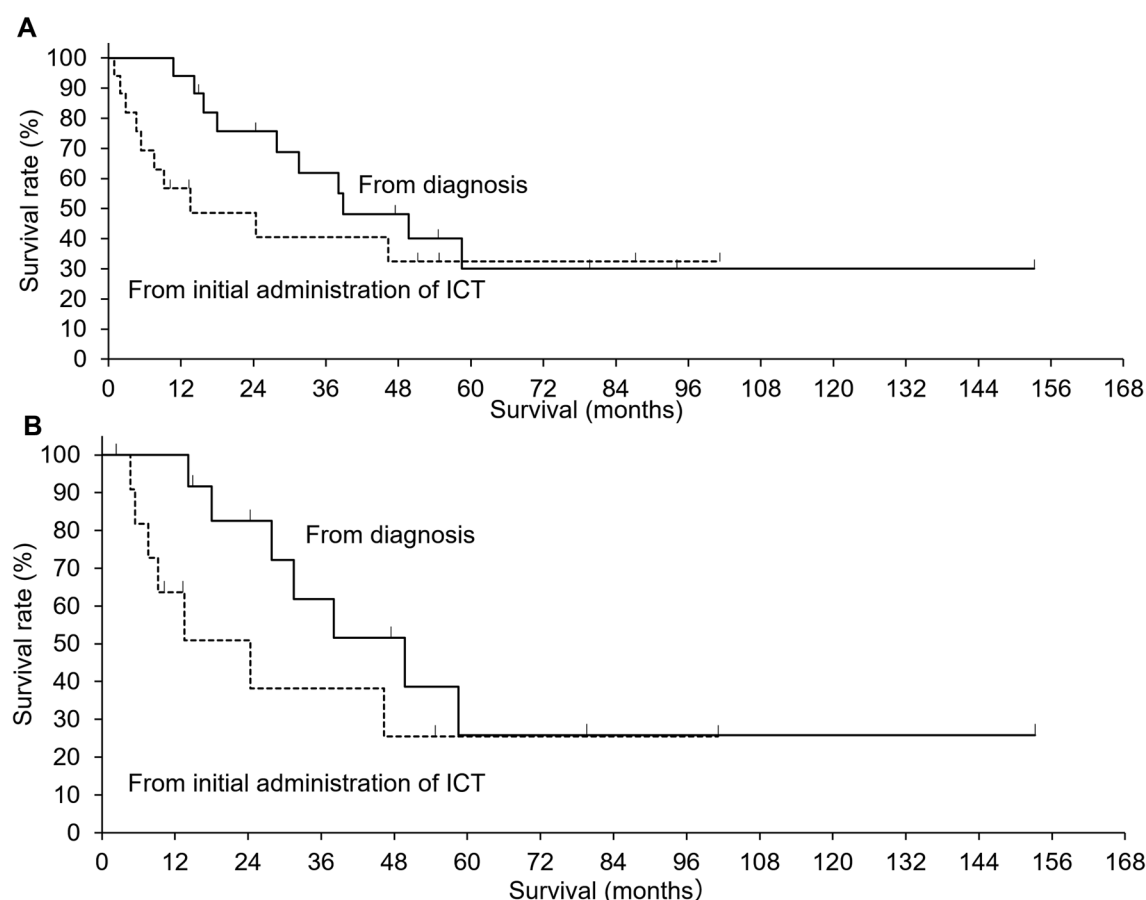 A
Survival rate (%)
100
90
80
70
60
50
40
30
20
10
0
From diagnosis
From initial administration of ICT
0 12 24 36 48 60 72 84 96 108 120 132 144 156 168
Survival (months)
B
Survival rate (%)
100
90
80
70
60
50
40
30
20
10
0
From diagnosis
From initial administration of ICT
0 12 24 36 48 60 72 84 96 108 120 132 144 156 168
Survival (months)